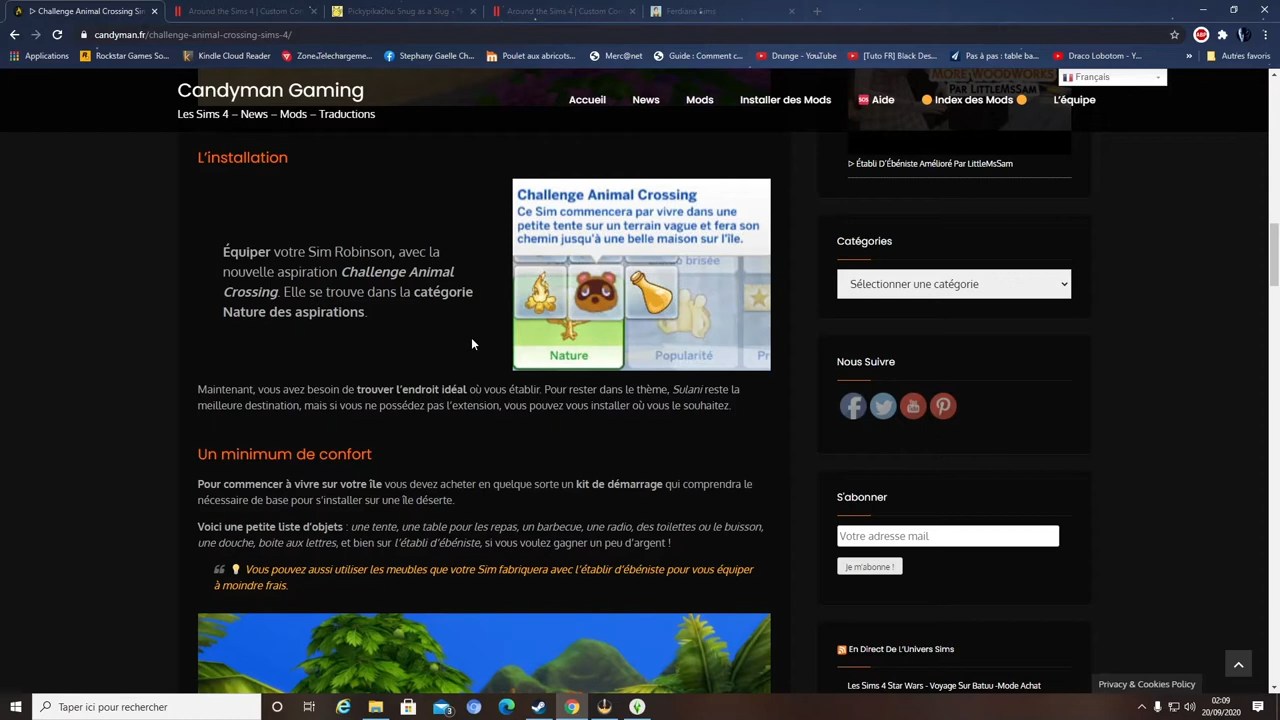 Challenge Animal Crossing Sim
Around the Sims 4 | Custom Co
Pickypikachu: Snug as a Slug - "
Around the Sims 4 | Custom Co
Ferdiana Sims
candyman.fr/challenge-animal-crossing-sims-4/
Applications
Rockstar Games So...
Kindle Cloud Reader
ZoneTelechargeme...
Stephany Gaelle Ch...
Poulet aux abricots...
Merc@net
Guide : Comment o...
Drunge - YouTube
[Tuto FR] Black Des...
Pas à pas : table ba...
Draco Lobotom - Y...
»
Autres favoris
Candyman Gaming
Les Sims 4 – News – Mods – Traductions
Accueil
News
Mods
Installer des Mods
SOS Aide
Index des Mods
L'équipe
Français
MORE WOODWORKS
PAR LITTLEMSSAM
L'installation
Challenge Animal Crossing
Ce Sim commencera par vivre dans une
petite tente sur un terrain vague et fera son
chemin jusqu'à une belle maison sur l'île.
brisée
Nature
Popularité
Pr
Équiper votre Sim Robinson, avec la
nouvelle aspiration Challenge Animal
Crossing. Elle se trouve dans la catégorie
Nature des aspirations.
Maintenant, vous avez besoin de trouver l'endroit idéal où vous établir. Pour rester dans le thème, Sulani reste la
meilleure destination, mais si vous ne possédez pas l'extension, vous pouvez vous installer où vous le souhaitez.
Un minimum de confort
Pour commencer à vivre sur votre île vous devez acheter en quelque sorte un kit de démarrage qui comprendra le
nécessaire de base pour s'installer sur une île déserte.
Voici une petite liste d'objets : une tente, une table pour les repas, un barbecue, une radio, des toilettes ou le buisson,
une douche, boite aux lettres, et bien sur l'établi d'ébéniste, si vous voulez gagner un peu d'argent !
Vous pouvez aussi utiliser les meubles que votre Sim fabriquera avec l'établir d'ébéniste pour vous équiper
à moindre frais.
▷ Établi D'Ébéniste Amélioré Par LittleMsSam
Catégories
Sélectionner une catégorie
Nous Suivre
S'abonner
Votre adresse mail
Je m'abonne !
En Direct De L'Univers Sims
Les Sims 4 Star Wars - Voyage Sur Batuu -Mode Achat
Privacy & Cookies Policy
Taper ici pour rechercher
3
02:09
20/09/2020